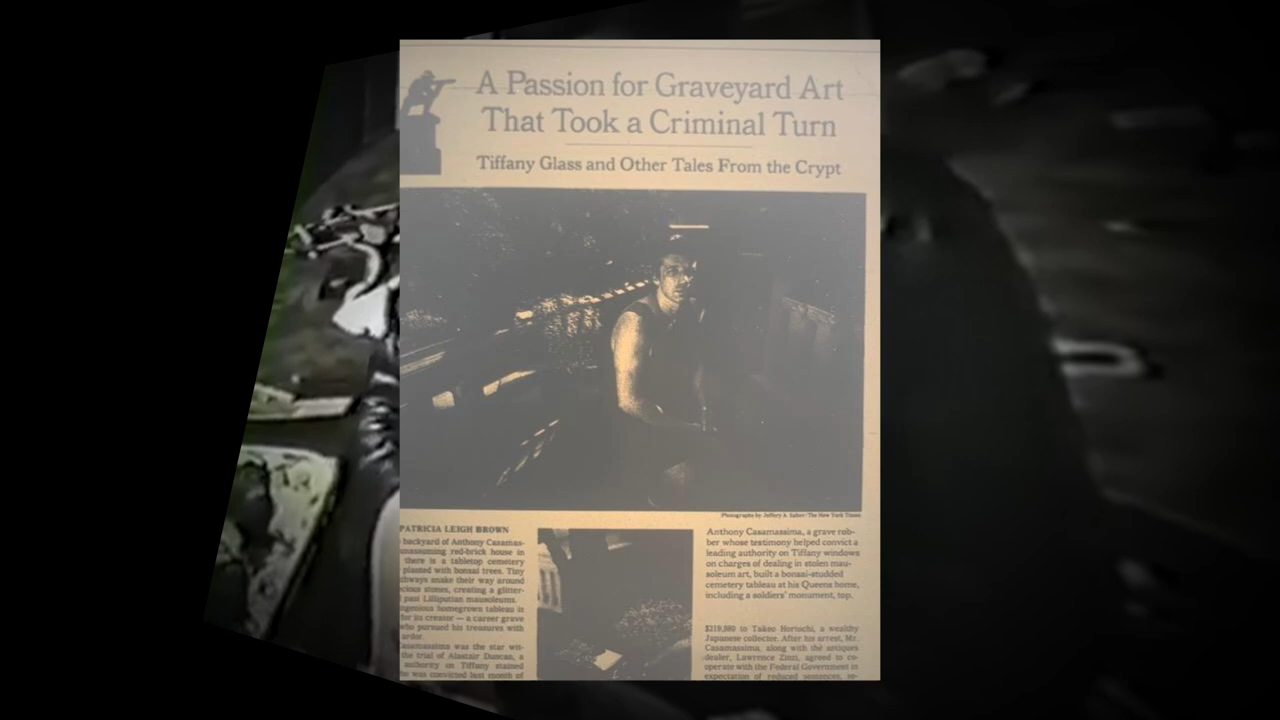 A Passion for Graveyard Art
That Took a Criminal Turn
Tiffany Glass and Other Tales From the Crypt
Photographs by Jeffery A. Salter/The New York Times
PATRICIA LEIGH BROWN
backyard of Anthony Casamas-
unassuming red-brick house in
there is a tabletop cemetery
planted with bonsai trees. Tiny
thways snake their way around
cious stones, creating a glitter-
past Lilliputian mausoleums.
ngenious homegrown tableau is
for its creator — a career grave
who pursued his treasures with
ardor.
Casamassima was the star wit-
the trial of Alastair Duncan, a
authority on Tiffany stained
he was convicted last month of
Anthony Casamassima, a grave rob-
ber whose testimony helped convict a
leading authority on Tiffany windows
on charges of dealing in stolen mau-
soleum art, built a bonsai-studded
cemetery tableau at his Queens home,
including a soldiers' monument, top.
$219,980 to Takeo Horiuchi, a wealthy
Japanese collector. After his arrest, Mr.
Casamassima, along with the antiques
dealer, Lawrence Zinzi, agreed to co-
operate with the Federal Government in
expectation of reduced sentences, se-